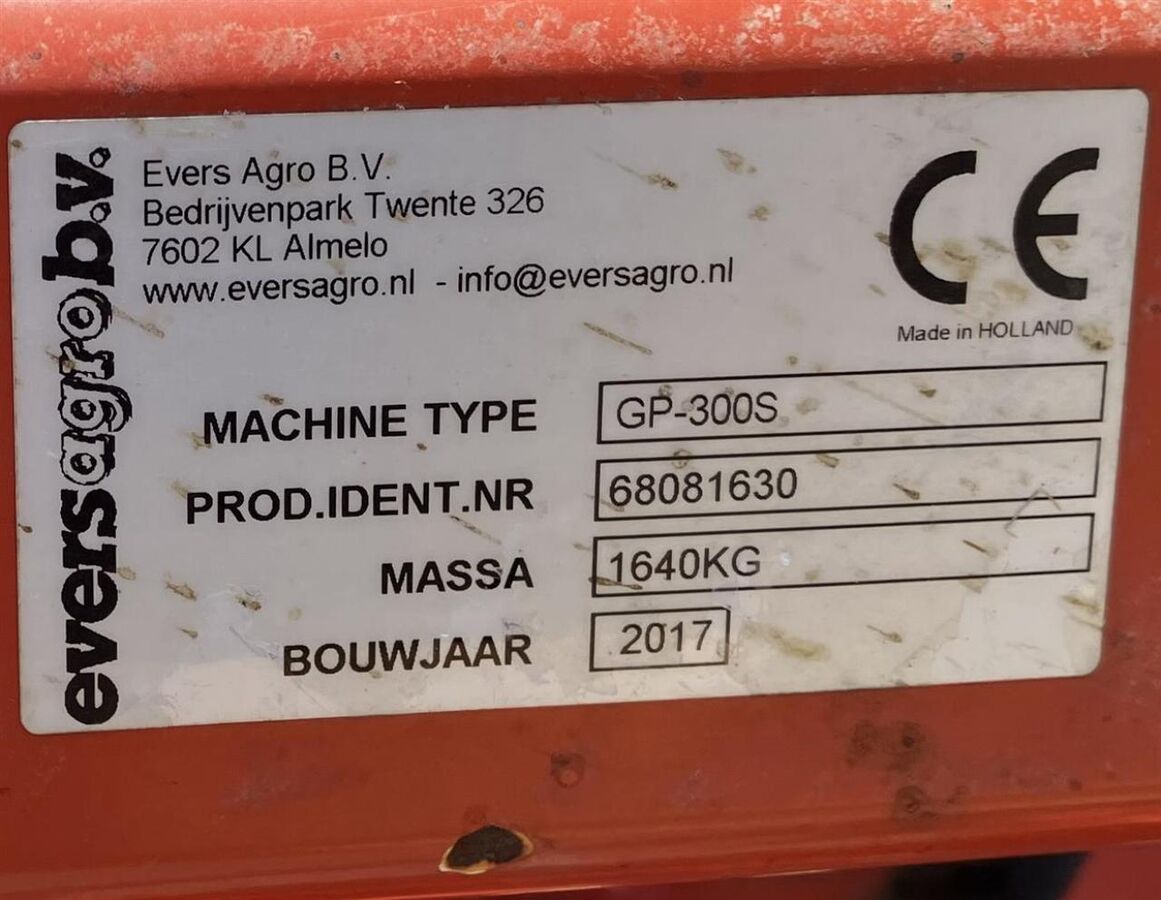 eversagro b.v.
Evers Agro B.V.
Bedrijvenpark Twente 326
7602 KL Almelo
www.eversagro.nl - info@eversagro.nl
CE
Made in HOLLAND
MACHINE TYPE GP-300S
PROD.IDENT.NR 68081630
MASSA 1640KG
BOUWJAAR 2017